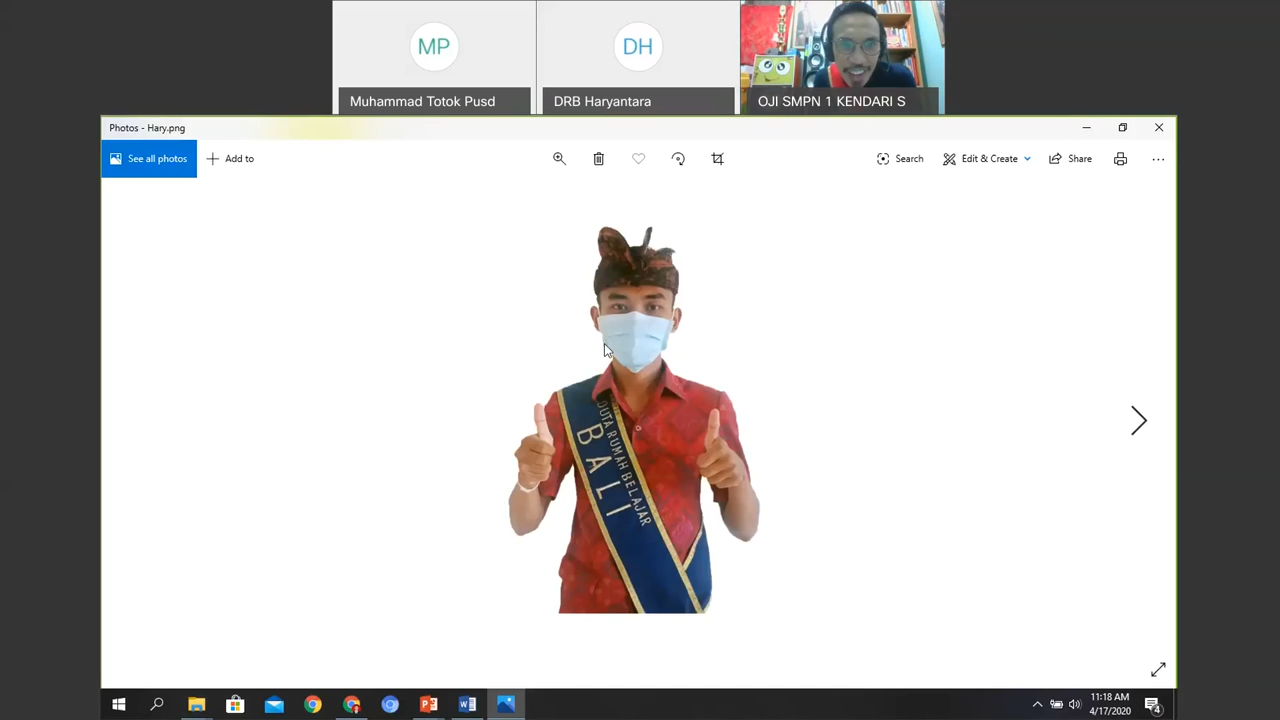 MP
DH
Muhammad Totok Pusd
DRB Haryantara
OJI SMPN 1 KENDARI S
Photos - Hary.png
See all photos
Add to
Search
Edit & Create
Share
DUTA RUMAH BELAJAR
BALI
11:18 AM
4/17/2020
4